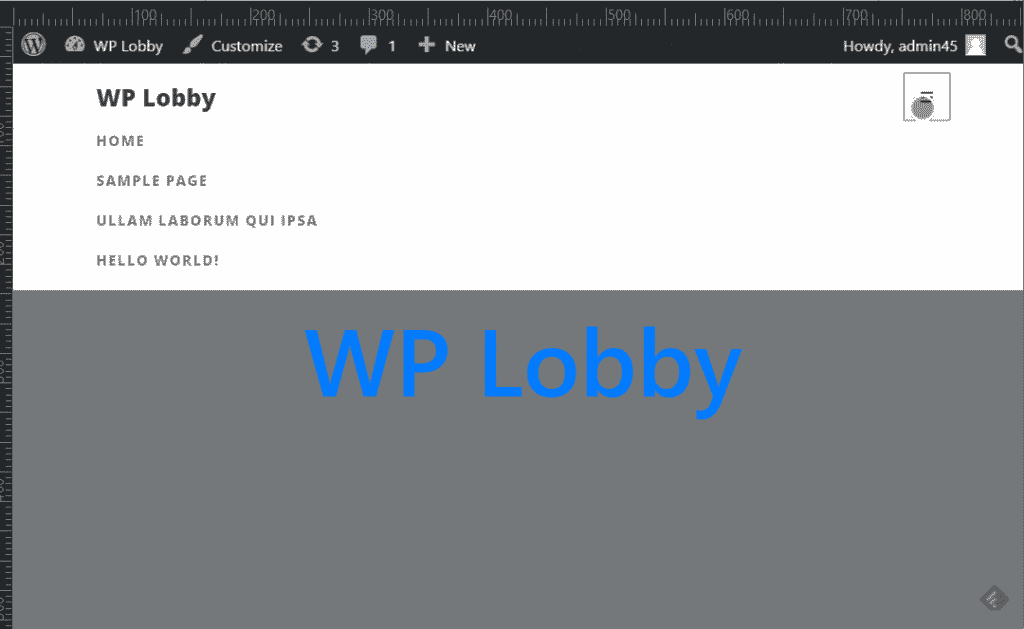 100 200 300 400 500 600 700 800
WP Lobby Customize 3 1 New Howdy, admin45
WP Lobby
HOME
SAMPLE PAGE
ULLAM LABORUM QUI IPSA
HELLO WORLD!
WP Lobby